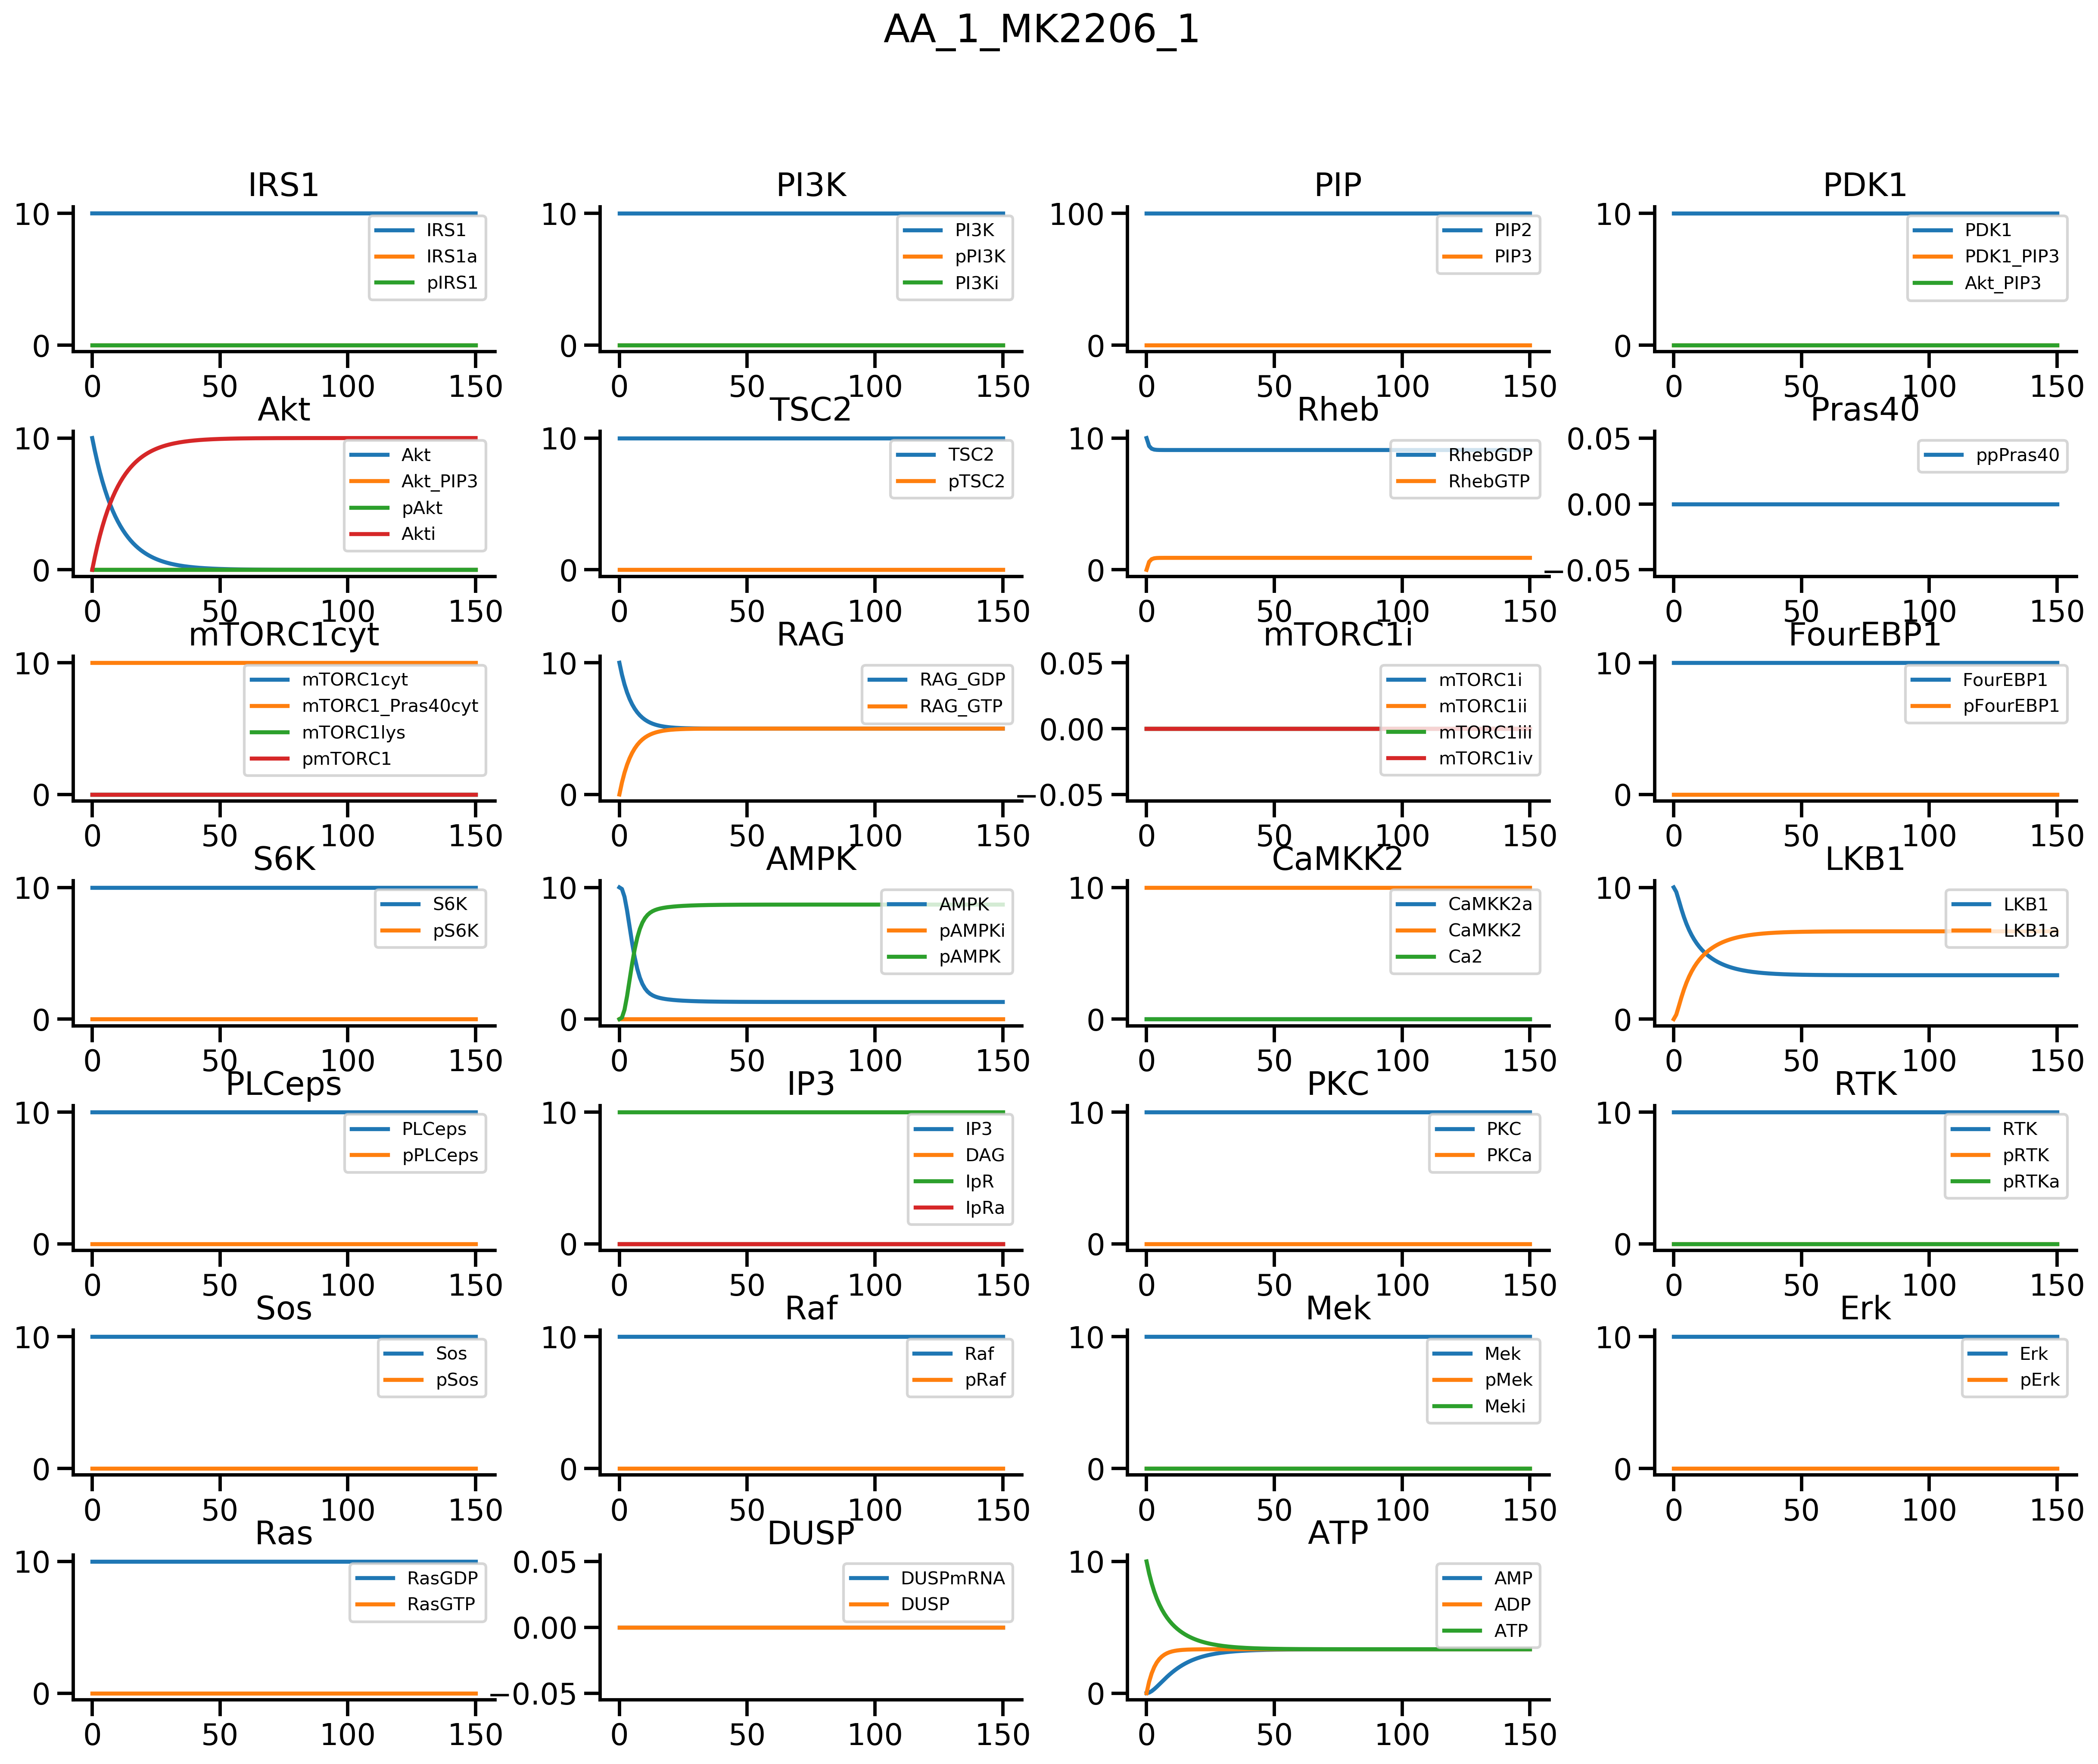 AA_1_MK2206_1
IRS1
10
0
0 50 100 150
IRS1
IRS1a
pIRS1
PI3K
10
0
0 50 100 150
PI3K
pPI3K
PI3Ki
PIP
100
0
0 50 100 150
PIP2
PIP3
PDK1
10
0
0 50 100 150
PDK1
PDK1_PIP3
Akt_PIP3
Akt
10
0
0 50 100 150
Akt
Akt_PIP3
pAkt
Akti
TSC2
10
0
0 50 100 150
TSC2
pTSC2
Rheb
10
0
0 50 100 150
RhebGDP
RhebGTP
Pras40
0.05
0.00
−0.05
0 50 100 150
ppPras40
mTORC1cyt
10
0
0 50 100 150
mTORC1cyt
mTORC1_Pras40cyt
mTORC1lys
pmTORC1
RAG
10
0
0 50 100 150
RAG_GDP
RAG_GTP
mTORC1i
0.05
0.00
−0.05
0 50 100 150
mTORC1i
mTORC1ii
mTORC1iii
mTORC1iv
FourEBP1
10
0
0 50 100 150
FourEBP1
pFourEBP1
S6K
10
0
0 50 100 150
S6K
pS6K
AMPK
10
0
0 50 100 150
AMPK
pAMPKi
pAMPK
CaMKK2
10
0
0 50 100 150
CaMKK2a
CaMKK2
Ca2
LKB1
10
0
0 50 100 150
LKB1
LKB1a
PLCeps
10
0
0 50 100 150
PLCeps
pPLCeps
IP3
10
0
0 50 100 150
IP3
DAG
IpR
IpRa
PKC
10
0
0 50 100 150
PKC
PKCa
RTK
10
0
0 50 100 150
RTK
pRTK
pRTKa
Sos
10
0
0 50 100 150
Sos
pSos
Raf
10
0
0 50 100 150
Raf
pRaf
Mek
10
0
0 50 100 150
Mek
pMek
Meki
Erk
10
0
0 50 100 150
Erk
pErk
Ras
10
0
0 50 100 150
RasGDP
RasGTP
DUSP
0.05
0.00
−0.05
0 50 100 150
DUSPmRNA
DUSP
ATP
10
0
0 50 100 150
AMP
ADP
ATP